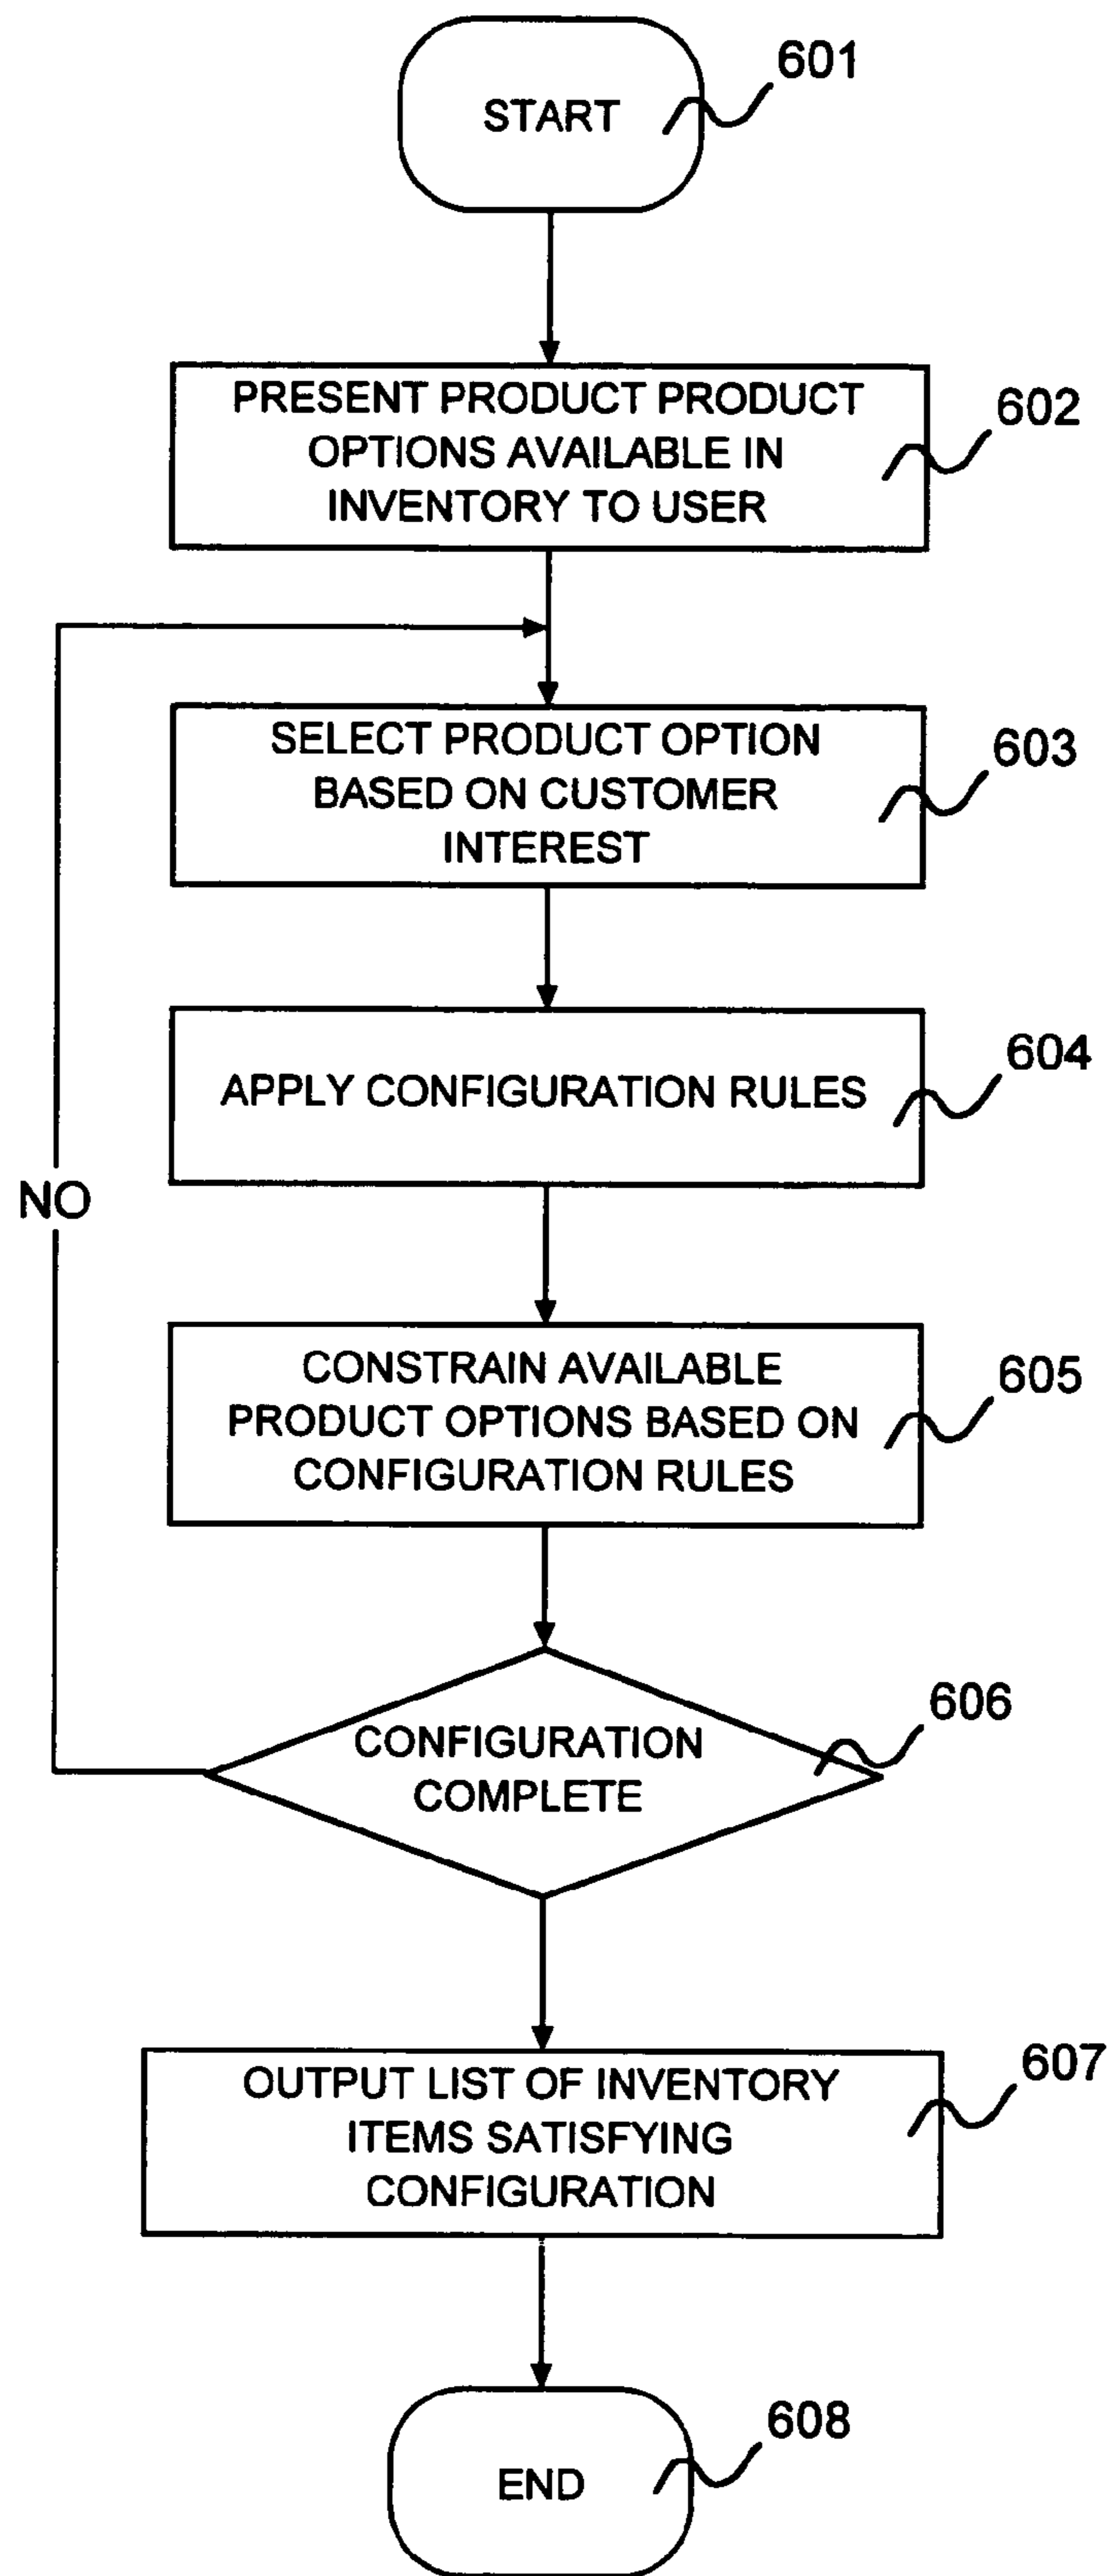 START
601
PRESENT PRODUCT PRODUCT
OPTIONS AVAILABLE IN
INVENTORY TO USER
602
SELECT PRODUCT OPTION
BASED ON CUSTOMER
INTEREST
603
APPLY CONFIGURATION RULES
604
NO
CONSTRAIN AVAILABLE
PRODUCT OPTIONS BASED ON
CONFIGURATION RULES
605
CONFIGURATION
COMPLETE
606
OUTPUT LIST OF INVENTORY
ITEMS SATISFYING
CONFIGURATION
607
END
608